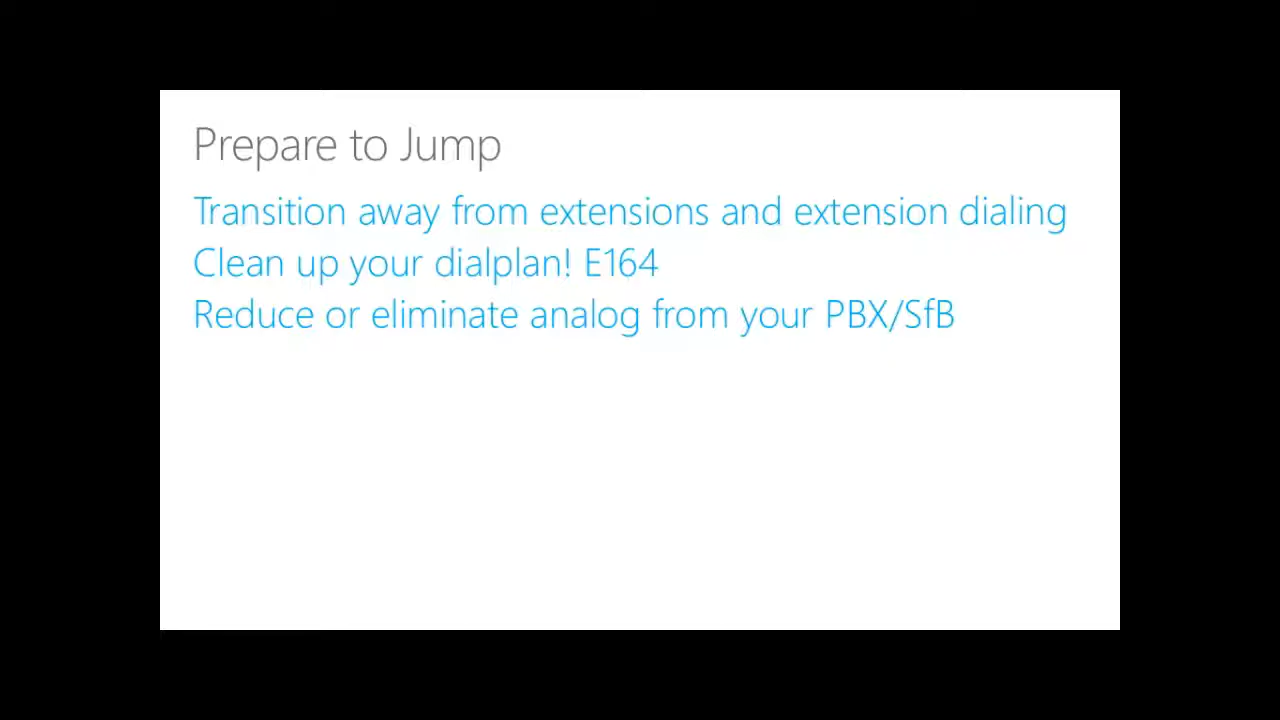 Prepare to Jump
Transition away from extensions and extension dialing
Clean up your dialplan! E164
Reduce or eliminate analog from your PBX/SfB